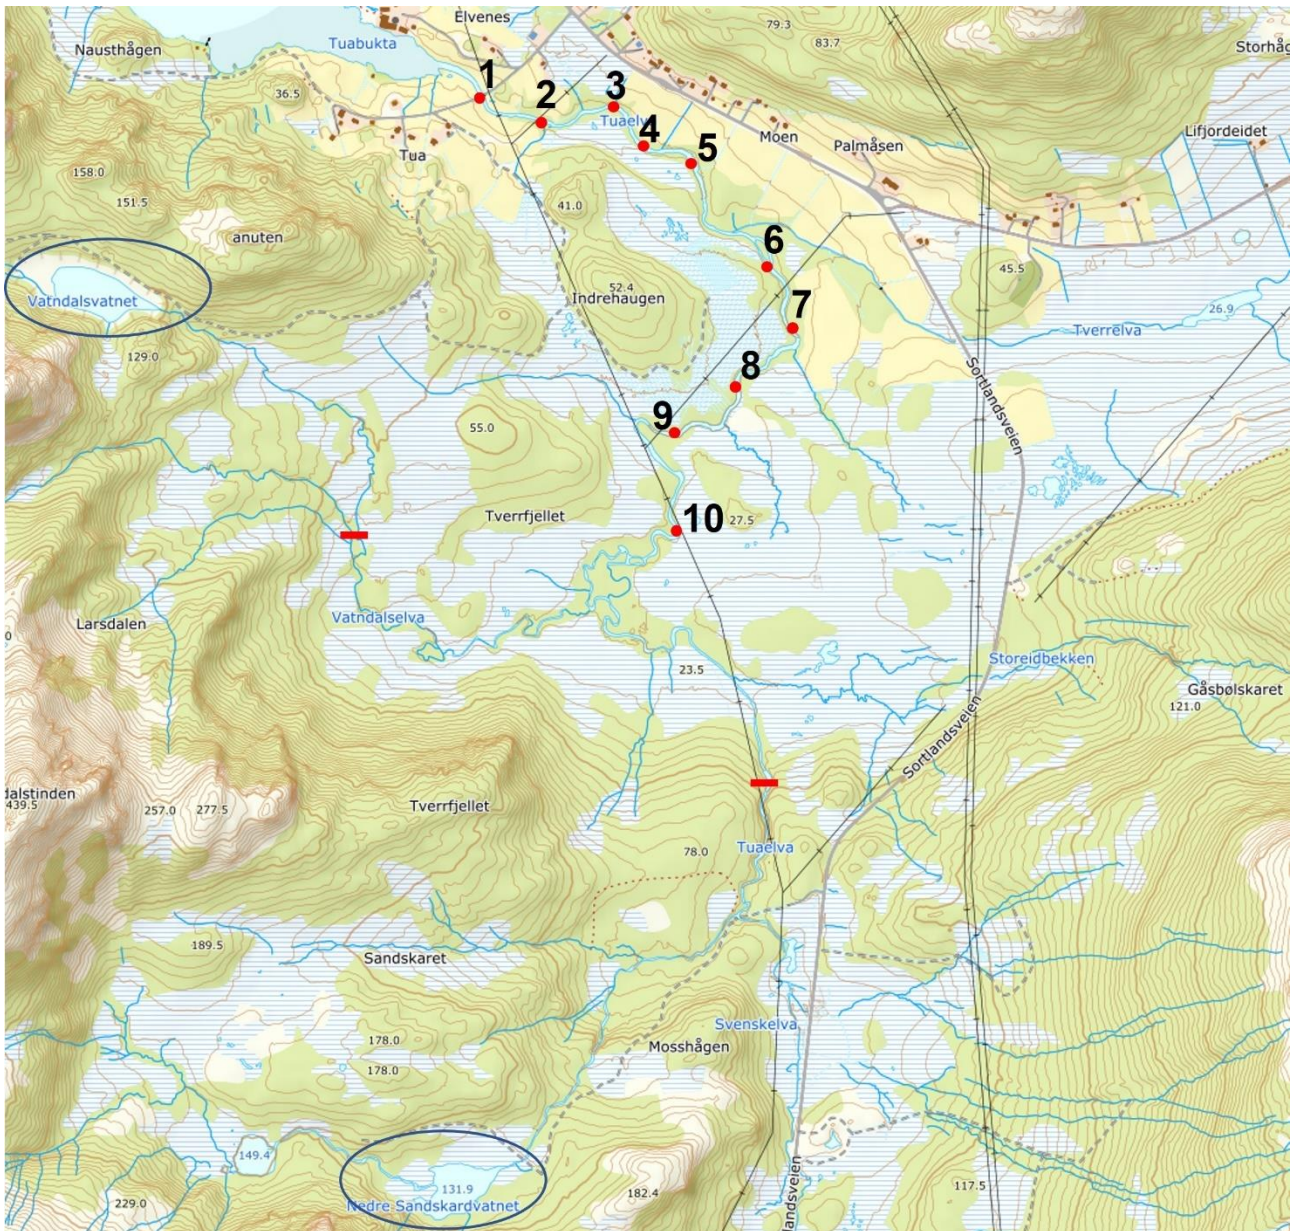 Elvenes
79.3
83.7
Nausthågen
Tuabukta
Storhåg
1
36.5
2
3
Tuaelv
4
Moen
Lifjordeidet
5
Palmåsen
Tua
158.0
151.5
41.0
anuten
6
45.5
52.4
Indrehaugen
Vatndalsvatnet
7
26.9
Tverrelva
129.0
8
Sortlandsveien
9
55.0
Tverrfjellet
10
27.5
Larsdalen
0
Vatndalselva
Storeidbekken
23.5
Gåsbølskaret
121.0
Sortlandsveien
dalstinden
439.5
257.0
277.5
Tverrfjellet
Tuaelva
78.0
189.5
Sandskaret
Svenskelva
178.0
Mosshågen
178.0
149.4
131.9
Nedre Sandskardvatnet
182.4
229.0
117.5
landsveien